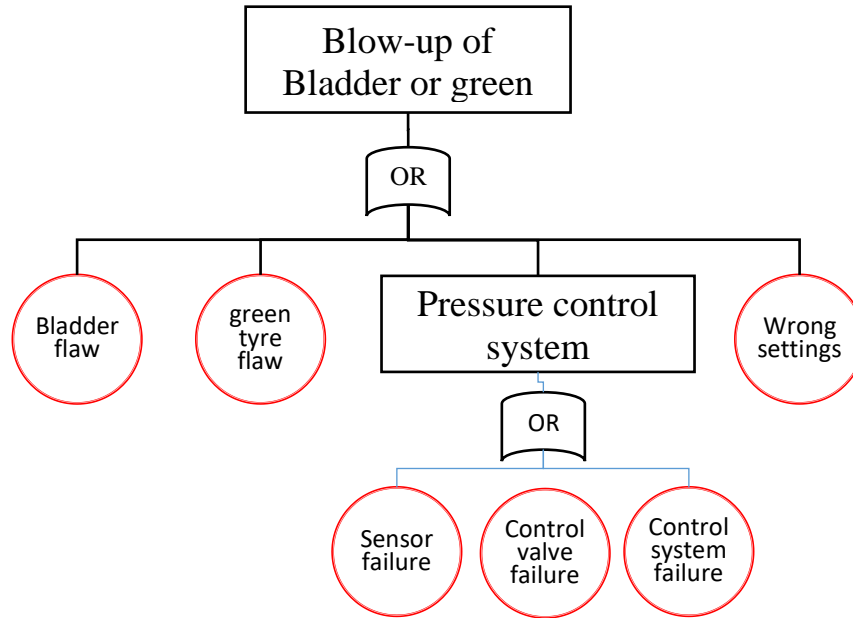 Blow-up of
Bladder or green
OR
Bladder
flaw
green
tyre
flaw
Pressure control
system
Wrong
settings
OR
Sensor
failure
Control
valve
failure
Control
system
failure